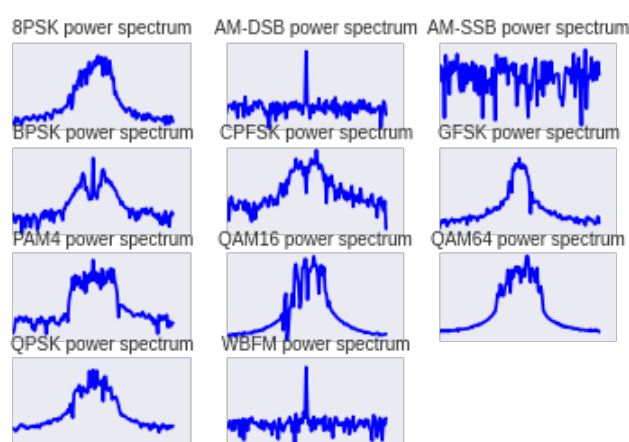 8PSK power spectrum AM-DSB power spectrum AM-SSB power spectrum
BPSK power spectrum CPFSK power spectrum GFSK power spectrum
PAM4 power spectrum QAM16 power spectrum QAM64 power spectrum
QPSK power spectrum WBFM power spectrum